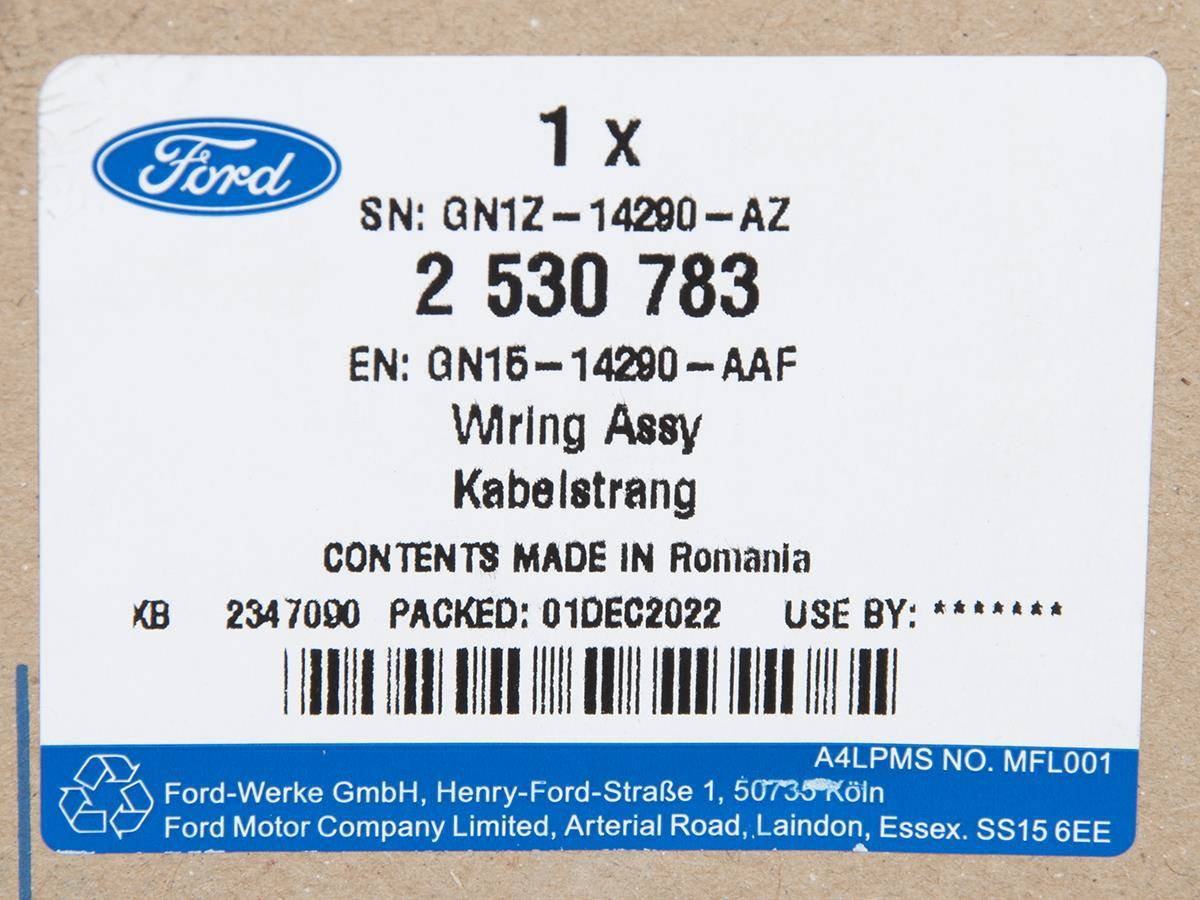 Ford
1 x
SN: GN1Z-14290-AZ
2 530 783
EN: GN15-14290-AAF
Wiring Assy
Kabelstrang
CONTENTS MADE IN Romania
XB 2347090 PACKED: 01DEC2022 USE BY: *******
A4LPMS NO. MFL001
Ford-Werke GmbH, Henry-Ford-Straße 1, 50735 Köln
Ford Motor Company Limited, Arterial Road, Laindon, Essex. SS15 6EE